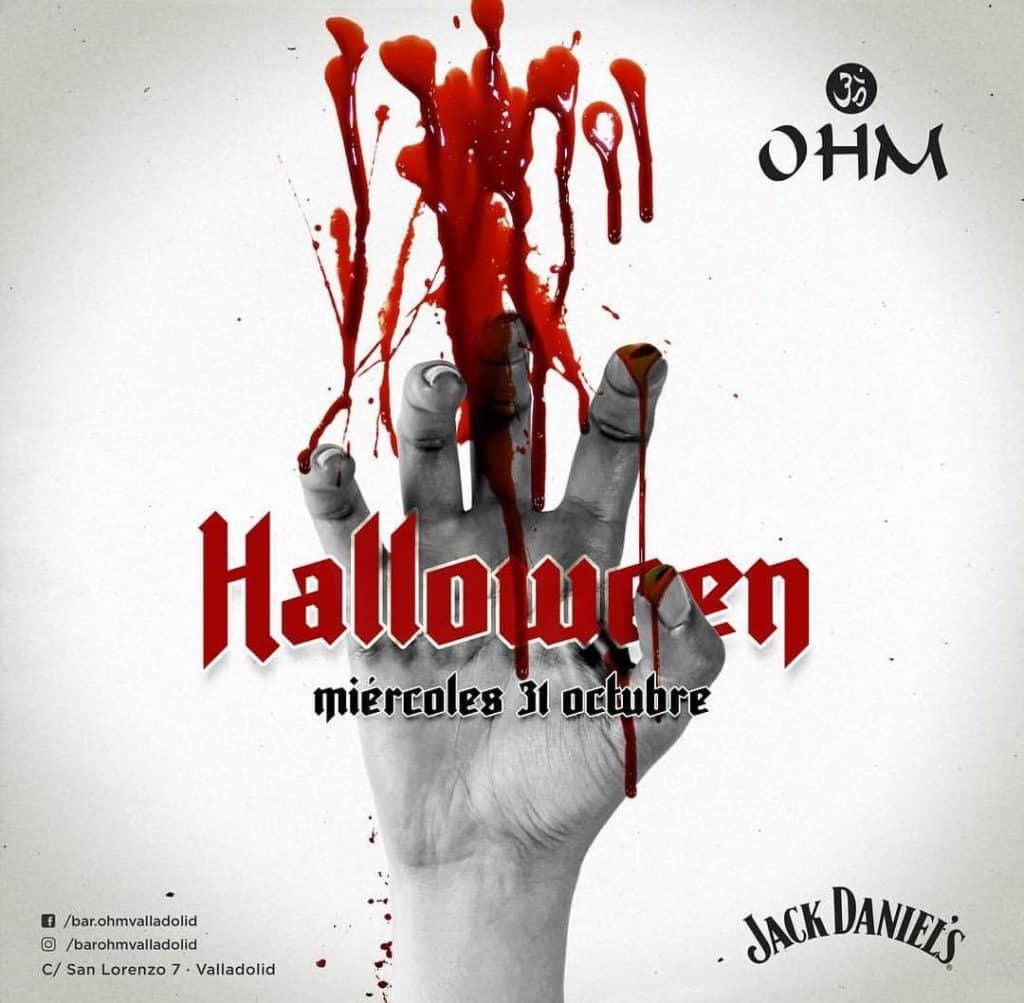 ॐ
OHM
Halloween
miércoles 31 octubre
/bar.ohmvalladolid
/barohmvalladolid
C/ San Lorenzo 7 · Valladolid
JACK DANIEL'S®